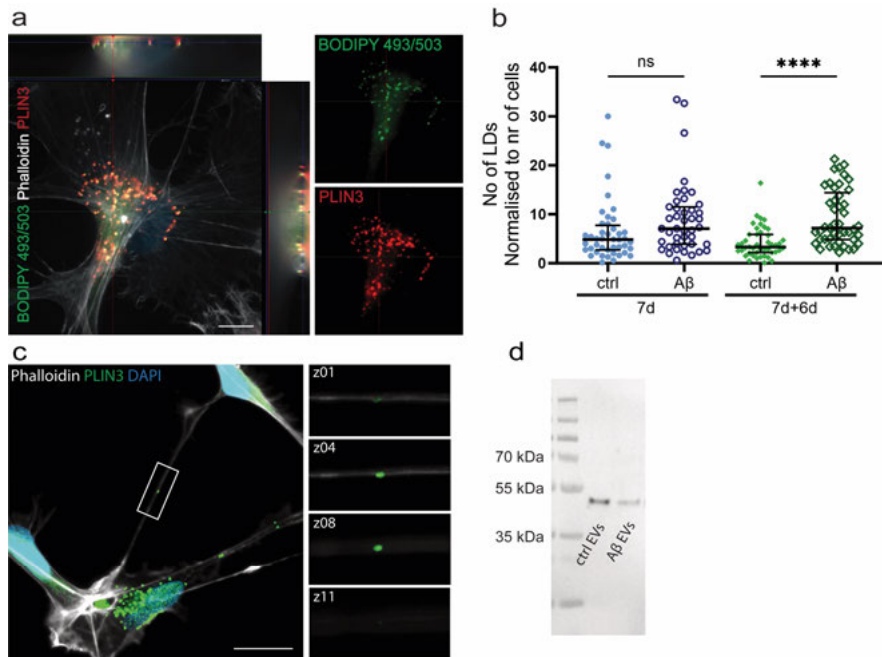 a
BODIPY 493/503 Phalloidin PLIN3
BODIPY 493/503
PLIN3
b
No of LDs
Normalised to nr of cells
40
30
20
10
0
ns
****
ctrl
Aβ
ctrl
Aβ
7d
7d+6d
c
Phalloidin PLIN3 DAPI
z01
z04
z08
z11
d
70 kDa
55 kDa
35 kDa
ctrl EVs
Aβ EVs